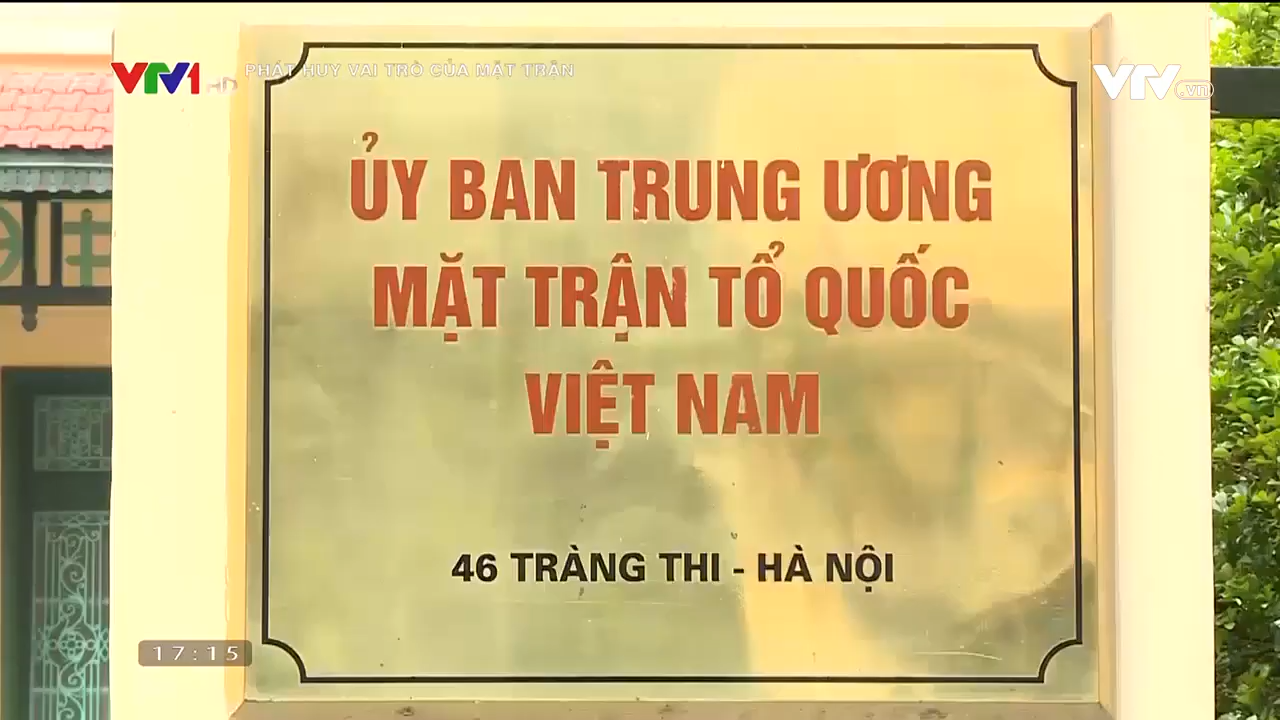 VTV1 HD
PHÁT HUY VAI TRÒ CỦA MẶT TRẬN
VTV.vn
ỦY BAN TRUNG ƯƠNG
MẶT TRẬN TỔ QUỐC
VIỆT NAM
46 TRÀNG THI - HÀ NỘI
17:15